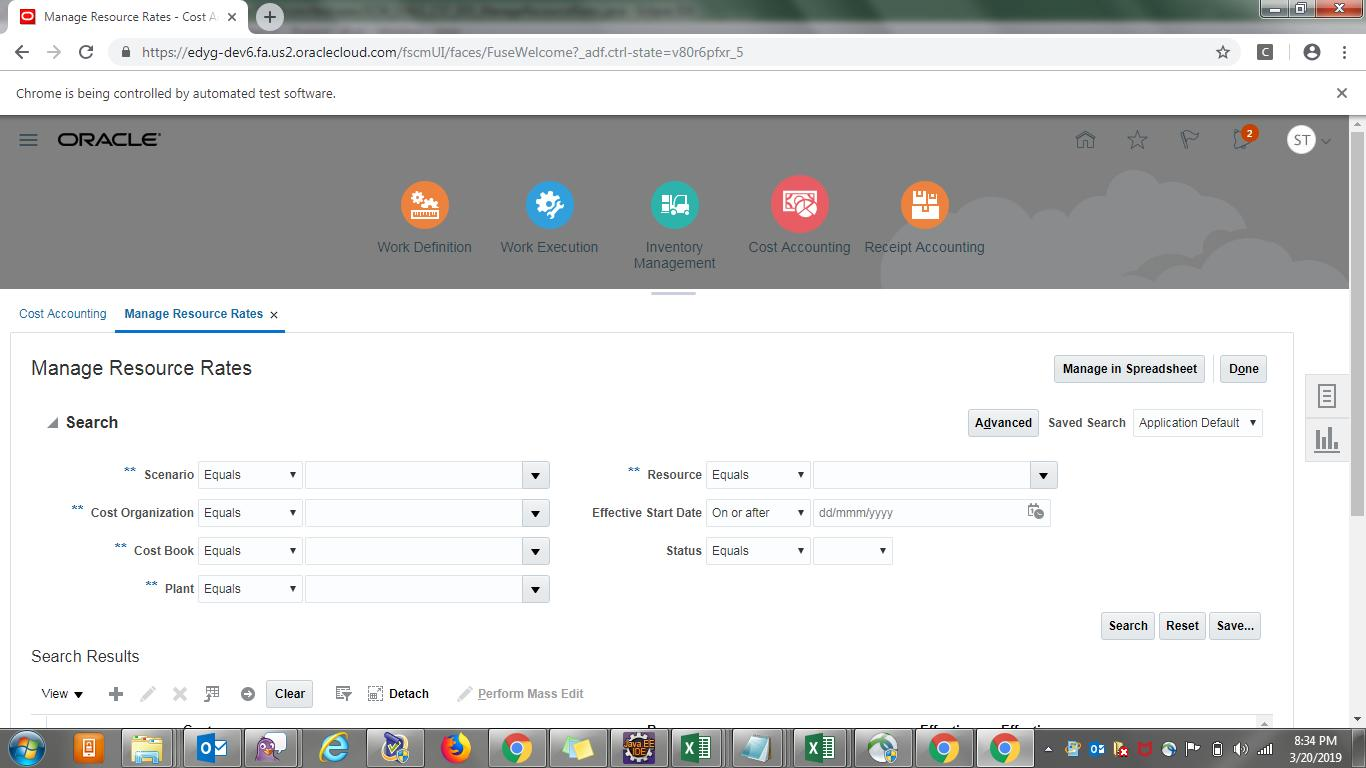 Manage Resource Rates - Cost A
https://edyg-dev6.fa.us2.oraclecloud.com/fscmUI/faces/FuseWelcome?_adf.ctrl-state=v80r6pfxr_5
C
Chrome is being controlled by automated test software.
ORACLE
2
ST
Work Definition
Work Execution
Inventory
Management
Cost Accounting
Receipt Accounting
Cost Accounting
Manage Resource Rates
Manage Resource Rates
Manage in Spreadsheet
Done
Search
Advanced
Saved Search
Application Default
** Scenario Equals
** Resource Equals
** Cost Organization Equals
Effective Start Date On or after dd/mmm/yyyy
** Cost Book Equals
Status Equals
** Plant Equals
Search
Reset
Save...
Search Results
View
Clear
Detach
Perform Mass Edit
Java EE
IDE
8:34 PM
3/20/2019